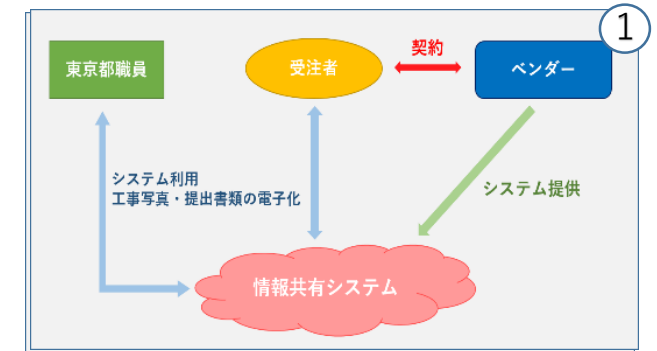 ①
東京都職員
受注者
契約
ベンダー
システム利用
工事写真・提出書類の電子化
システム提供
情報共有システム